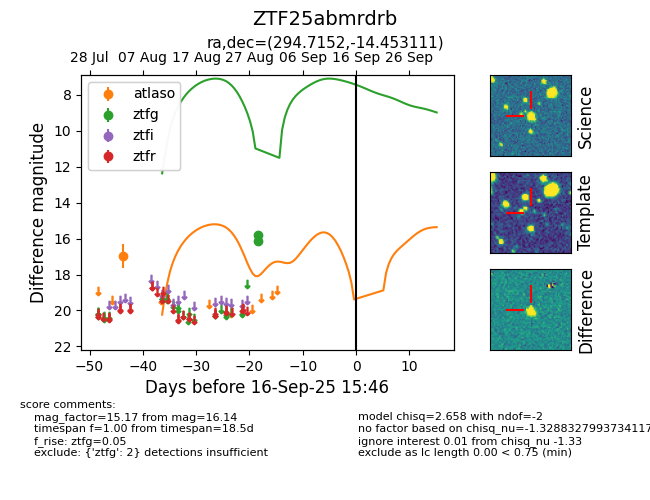 ZTF25abmrdrb
ra,dec=(294.7152,-14.453111)
28 Jul 07 Aug 17 Aug 27 Aug 06 Sep 16 Sep 26 Sep
atlaso
ztfg
ztfi
ztfr
8
10
12
14
16
18
20
22
Difference magnitude
−50 −40 −30 −20 −10 0 10
Days before 16-Sep-25 15:46
Science
Template
Difference
score comments:
mag_factor=15.17 from mag=16.14
timespan f=1.00 from timespan=18.5d
f_rise: ztfg=0.05
exclude: {'ztfg': 2} detections insufficient
model chisq=2.658 with ndof=-2
no factor based on chisq_nu=-1.3288327993734117
ignore interest 0.01 from chisq_nu -1.33
exclude as lc length 0.00 < 0.75 (min)